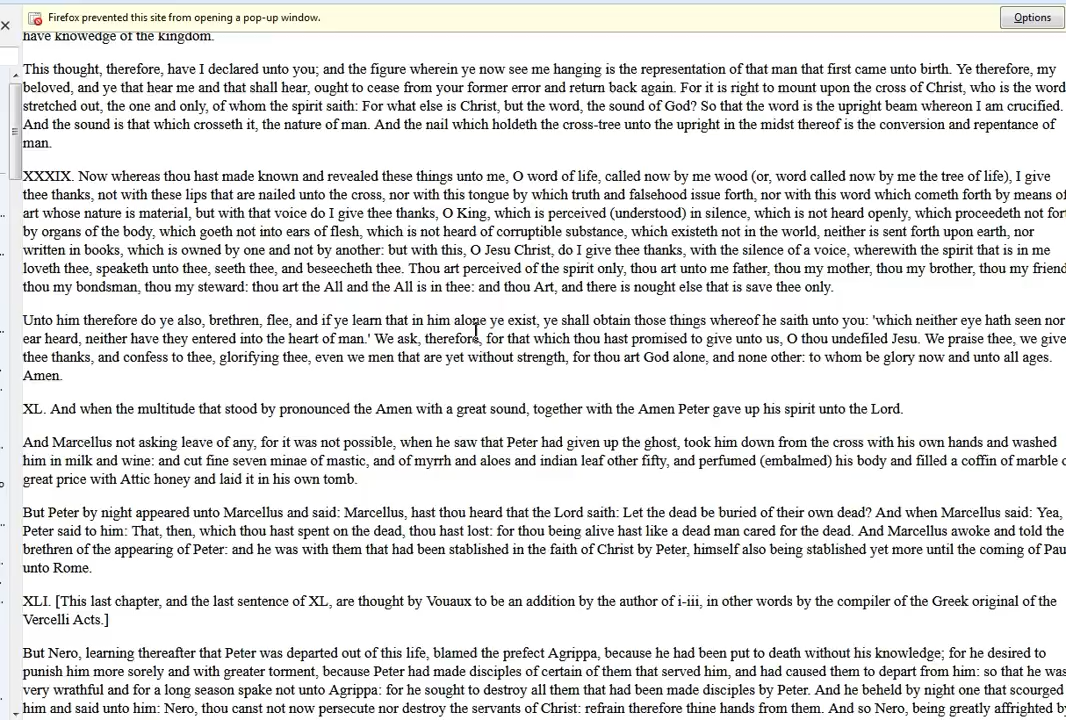 Firefox prevented this site from opening a pop-up window.
Options
have knowledge of the kingdom.
This thought, therefore, have I declared unto you; and the figure wherein ye now see me hanging is the representation of that man that first came unto birth. Ye therefore, my
beloved, and ye that hear me and that shall hear, ought to cease from your former error and return back again. For it is right to mount upon the cross of Christ, who is the word
stretched out, the one and only, of whom the spirit saith: For what else is Christ, but the word, the sound of God? So that the word is the upright beam whereon I am crucified.
And the sound is that which crosseth it, the nature of man. And the nail which holdeth the cross-tree unto the upright in the midst thereof is the conversion and repentance of
man.
XXXIX. Now whereas thou hast made known and revealed these things unto me, O word of life, called now by me wood (or, word called now by me the tree of life), I give
thee thanks, not with these lips that are nailed unto the cross, nor with this tongue by which truth and falsehood issue forth, nor with this word which cometh forth by means of
art whose nature is material, but with that voice do I give thee thanks, O King, which is perceived (understood) in silence, which is not heard openly, which proceedeth not for
by organs of the body, which goeth not into ears of flesh, which is not heard of corruptible substance, which existeth not in the world, neither is sent forth upon earth, nor
written in books, which is owned by one and not by another: but with this, O Jesu Christ, do I give thee thanks, with the silence of a voice, wherewith the spirit that is in me
loveth thee, speaketh unto thee, seeth thee, and beseecheth thee. Thou art perceived of the spirit only, thou art unto me father, thou my mother, thou my brother, thou my friend
thou my bondsman, thou my steward: thou art the All and the All is in thee: and thou Art, and there is nought else that is save thee only.
Unto him therefore do ye also, brethren, flee, and if ye learn that in him alone ye exist, ye shall obtain those things whereof he saith unto you: 'which neither eye hath seen nor
ear heard, neither have they entered into the heart of man.' We ask, therefore, for that which thou hast promised to give unto us, O thou undefiled Jesu. We praise thee, we give
thee thanks, and confess to thee, glorifying thee, even we men that are yet without strength, for thou art God alone, and none other: to whom be glory now and unto all ages.
Amen.
XL. And when the multitude that stood by pronounced the Amen with a great sound, together with the Amen Peter gave up his spirit unto the Lord.
And Marcellus not asking leave of any, for it was not possible, when he saw that Peter had given up the ghost, took him down from the cross with his own hands and washed
him in milk and wine: and cut fine seven minae of mastic, and of myrrh and aloes and indian leaf other fifty, and perfumed (embalmed) his body and filled a coffin of marble o
great price with Attic honey and laid it in his own tomb.
But Peter by night appeared unto Marcellus and said: Marcellus, hast thou heard that the Lord saith: Let the dead be buried of their own dead? And when Marcellus said: Yea,
Peter said to him: That, then, which thou hast spent on the dead, thou hast lost: for thou being alive hast like a dead man cared for the dead. And Marcellus awoke and told the
brethren of the appearing of Peter: and he was with them that had been stablished in the faith of Christ by Peter, himself also being stablished yet more until the coming of Pau
unto Rome.
XLI. [This last chapter, and the last sentence of XL, are thought by Vouaux to be an addition by the author of i-iii, in other words by the compiler of the Greek original of the
Vercelli Acts.]
But Nero, learning thereafter that Peter was departed out of this life, blamed the prefect Agrippa, because he had been put to death without his knowledge; for he desired to
punish him more sorely and with greater torment, because Peter had made disciples of certain of them that served him, and had caused them to depart from him: so that he was
very wrathful and for a long season spake not unto Agrippa: for he sought to destroy all them that had been made disciples by Peter. And he beheld by night one that scourged
him and said unto him: Nero, thou canst not now persecute nor destroy the servants of Christ: refrain therefore thine hands from them. And so Nero, being greatly affrighted by